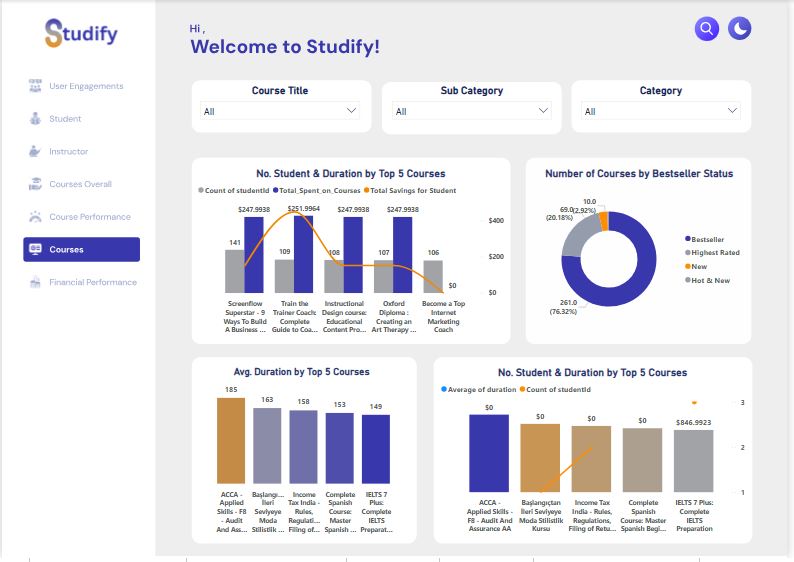 Studify
User Engagements
Student
Instructor
Courses Overall
Course Performance
Courses
Financial Performance
Hi ,
Welcome to Studify!
Course Title
All
Sub Category
All
Category
All
No. Student & Duration by Top 5 Courses
Count of studentId Total_Spent_on_Courses Total Savings for Student
$247.9938 $251.9964 $247.9938 $247.9938
141 109 108 107 106
$0
$400
$200
$0
Screenflow
Superstar - 9
Ways To Build
A Business ...
Train the
Trainer Coach:
Complete
Guide to Coa...
Instructional
Design course:
Educational
Content Pro...
Oxford
Diploma :
Creating an
Art Therapy ...
Become a Top
Internet
Marketing
Coach
Number of Courses by Bestseller Status
10.0
(2.92%)
69.0
(20.18%)
261.0
(76.32%)
Bestseller
Highest Rated
New
Hot & New
Avg. Duration by Top 5 Courses
185 163 158 153 149
ACCA -
Applied
Skills - F8
- Audit
And Ass...
Başlangı...
İleri
Seviyeye
Moda
Stilistlik ...
Income
Tax India -
Rules,
Regulati...
Filing of...
Complete
Spanish
Course:
Master
Spanish ...
IELTS 7
Plus:
Complete
IELTS
Preparat...
No. Student & Duration by Top 5 Courses
Average of duration Count of studentId
$0 $0 $0 $0 $846.9923
3
2
1
ACCA -
Applied Skills -
F8 - Audit And
Assurance AA
Başlangıçtan
İleri Seviyeye
Moda Stilistlik
Kursu
Income Tax
India - Rules,
Regulations,
Filing of Retu...
Complete
Spanish
Course: Master
Spanish Begi...
IELTS 7 Plus:
Complete
IELTS
Preparation